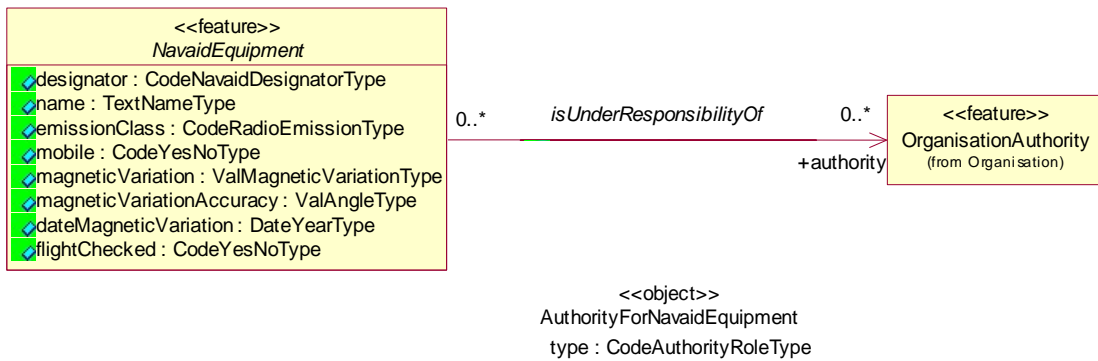 <<feature>>
NavaidEquipment
designator : CodeNavaidDesignatorType
name : TextNameType
emissionClass : CodeRadioEmissionType
mobile : CodeYesNoType
magneticVariation : ValMagneticVariationType
magneticVariationAccuracy : ValAngleType
dateMagneticVariation : DateYearType
flightChecked : CodeYesNoType
0..*
isUnderResponsibilityOf
0..*
+authority
<<feature>>
OrganisationAuthority
(from Organisation)
<<object>>
AuthorityForNavaidEquipment
type : CodeAuthorityRoleType